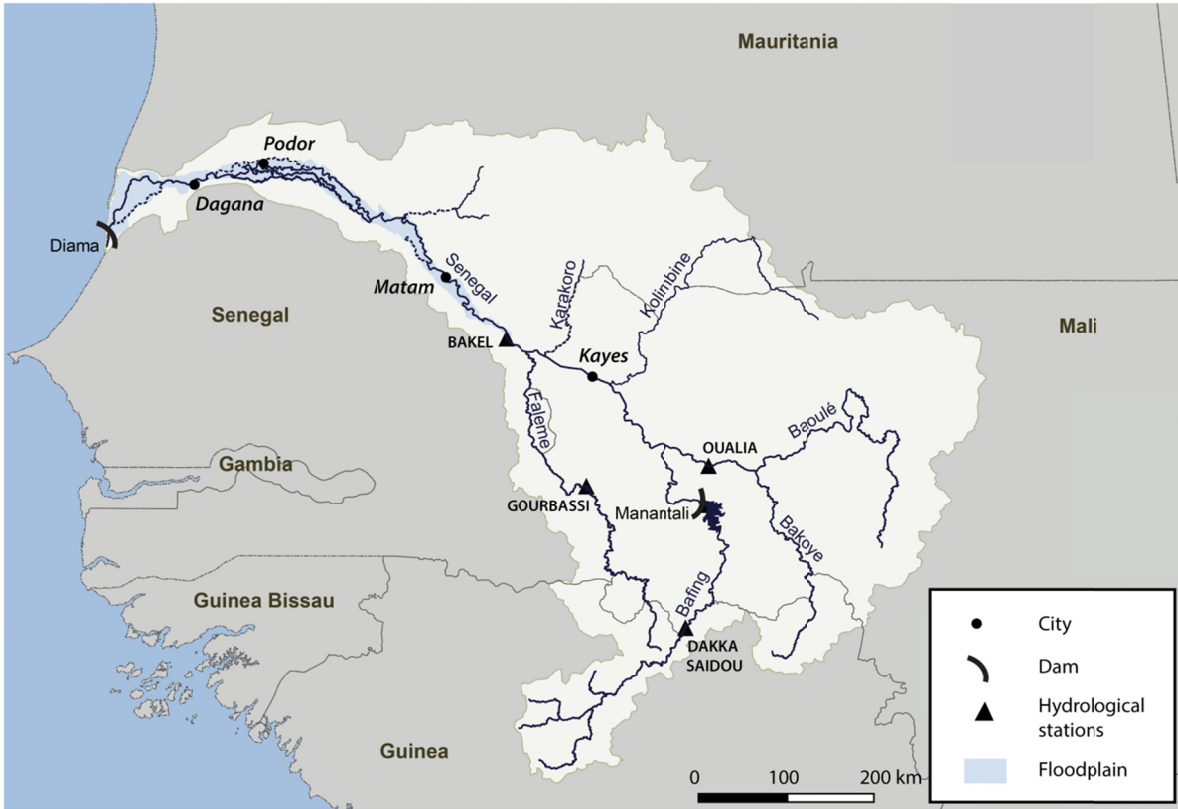 Mauritania
Podor
Dagana
Diama
Senegal
Matam
Karakoro
Kolimbine
Senegal
Mali
BAKEL
Kayes
Faleme
Baoulé
OUALIA
Gambia
GOURBASSI
Manantali
Bakoye
Bafing
Guinea Bissau
DAKKA
SAIDOU
Guinea
City
Dam
Hydrological
stations
Floodplain
0 100 200 km